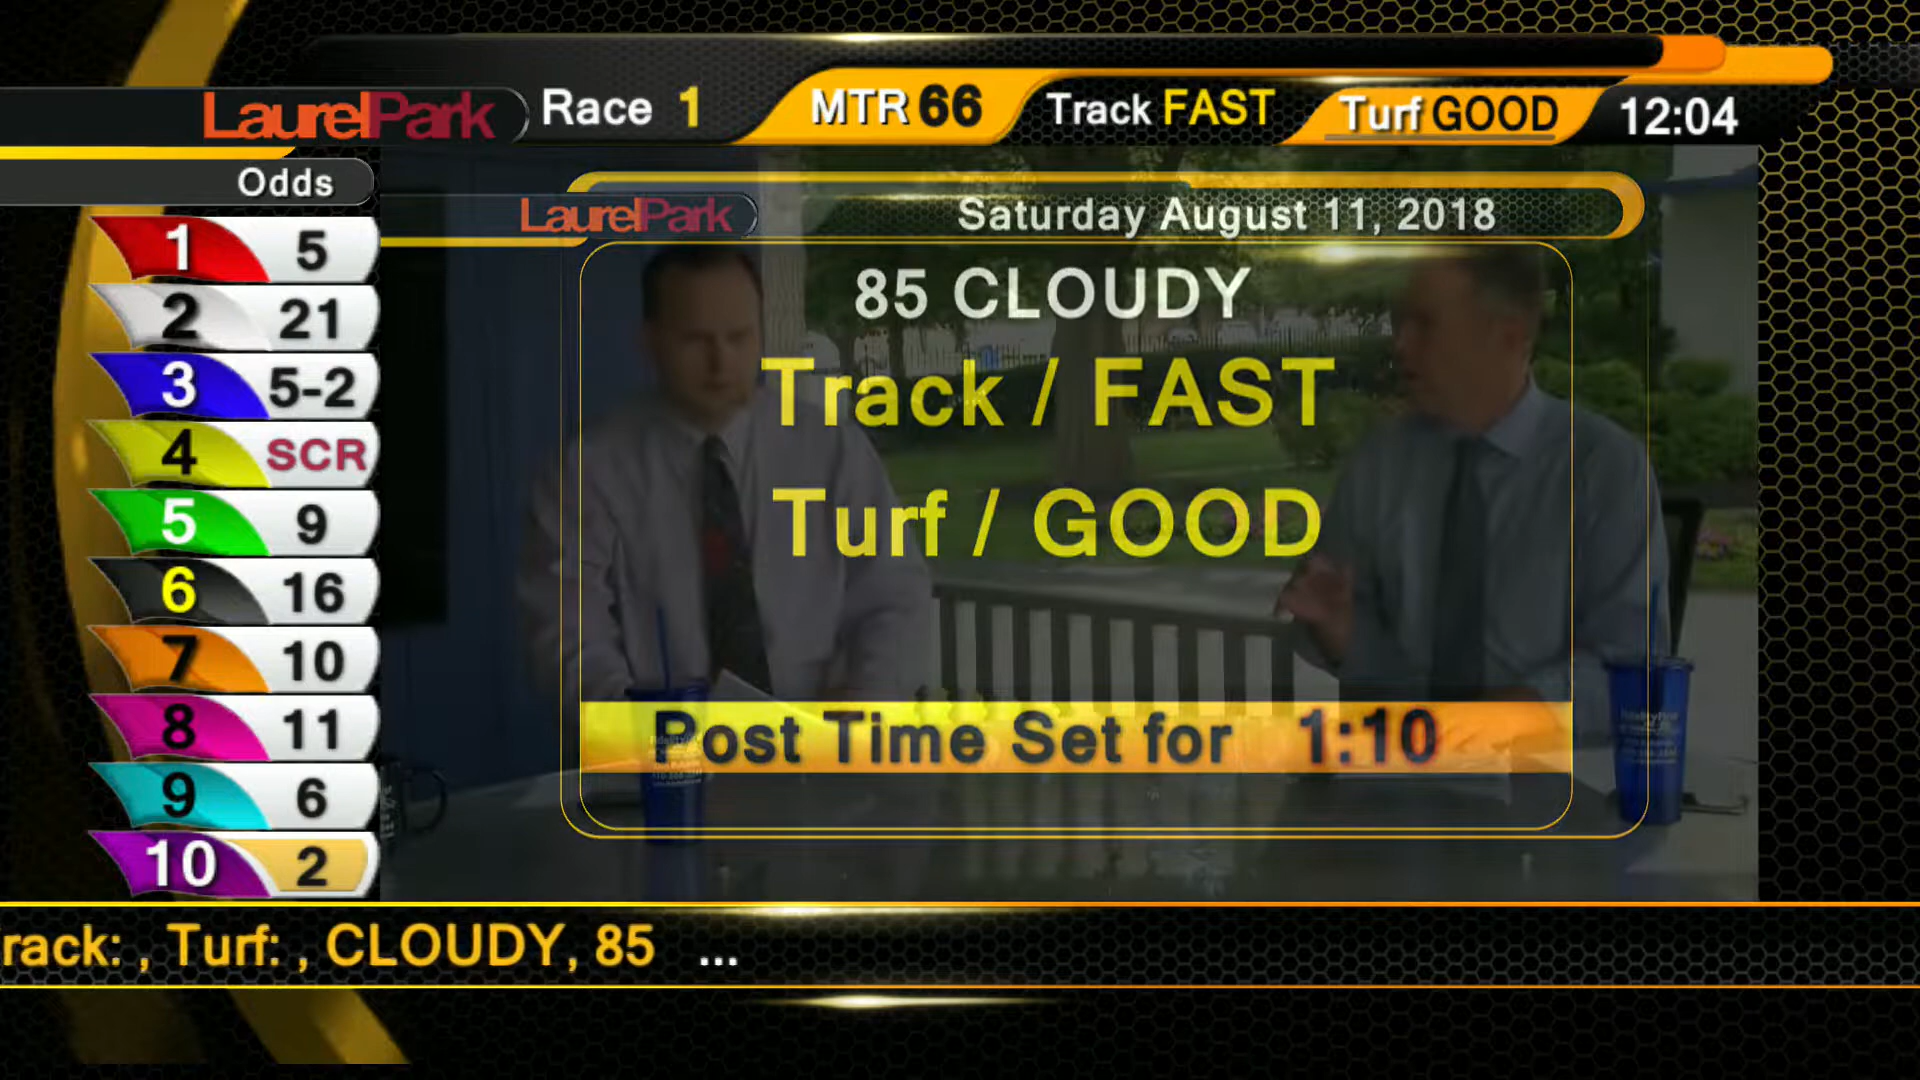 LaurelPark Race 1 MTR 66 Track FAST Turf GOOD 12:04
Odds
1 5
2 21
3 5-2
4 SCR
5 9
6 16
7 10
8 11
9 6
10 2
LaurelPark Saturday August 11, 2018
85 CLOUDY
Track / FAST
Turf / GOOD
Post Time Set for 1:10
rack: , Turf: , CLOUDY, 85 ...